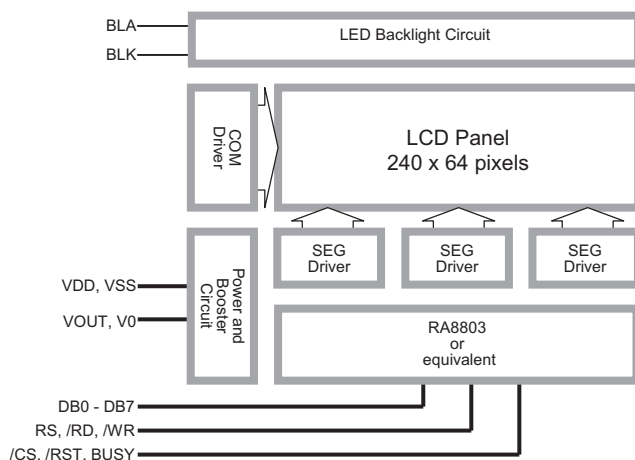 BLA
BLK
LED Backlight Circuit
COM
Driver
LCD Panel
240 x 64 pixels
SEG
Driver
SEG
Driver
SEG
Driver
Power and
Booster
Circuit
VDD, VSS
VOUT, V0
RA8803
or
equivalent
DB0 - DB7
RS, /RD, /WR
/CS, /RST, BUSY